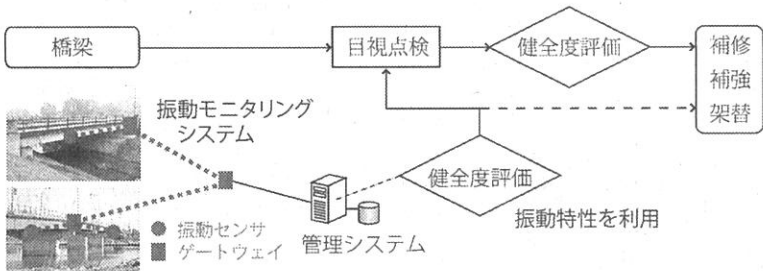 橋梁
目視点検
健全度評価
補修
補強
架替
振動モニタリング
システム
健全度評価
振動特性を利用
管理システム
振動センサ
ゲートウェイ